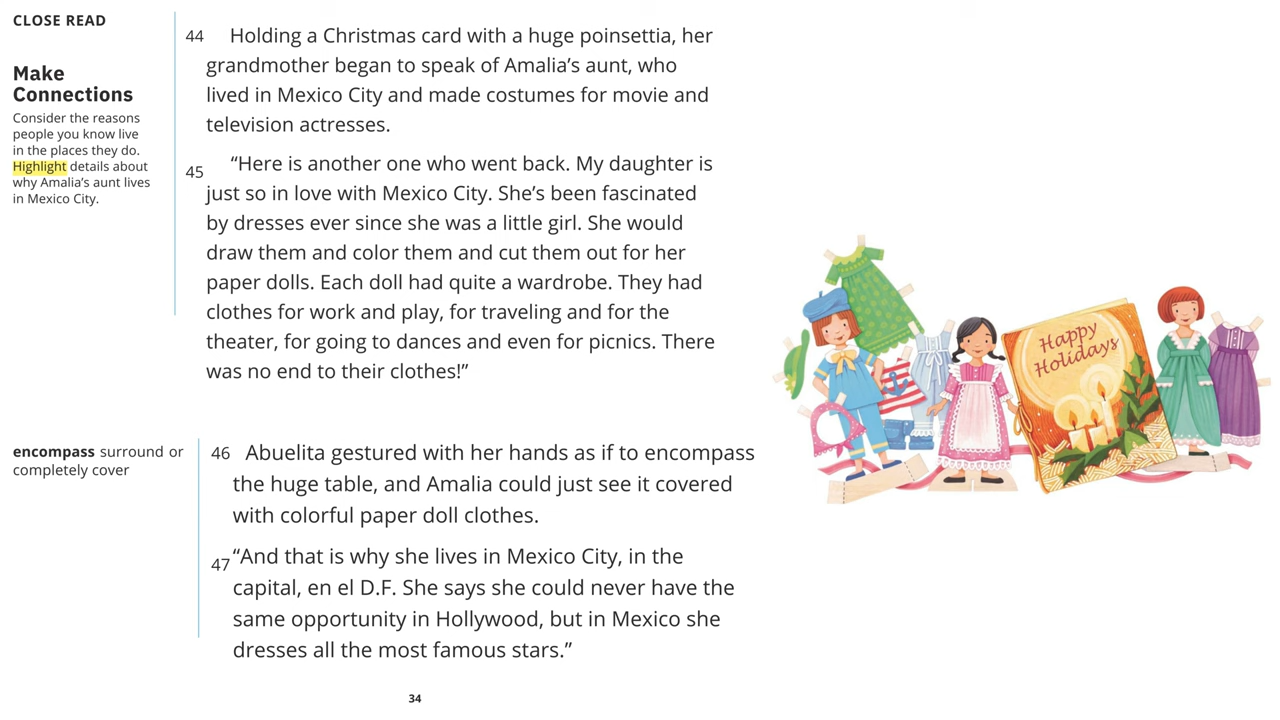 CLOSE READ
Make
Connections
Consider the reasons
people you know live
in the places they do.
Highlight details about
why Amalia’s aunt lives
in Mexico City.
44 Holding a Christmas card with a huge poinsettia, her
grandmother began to speak of Amalia’s aunt, who
lived in Mexico City and made costumes for movie and
television actresses.
45 “Here is another one who went back. My daughter is
just so in love with Mexico City. She’s been fascinated
by dresses ever since she was a little girl. She would
draw them and color them and cut them out for her
paper dolls. Each doll had quite a wardrobe. They had
clothes for work and play, for traveling and for the
theater, for going to dances and even for picnics. There
was no end to their clothes!”
Happy
Holidays
encompass surround or
completely cover
46 Abuelita gestured with her hands as if to encompass
the huge table, and Amalia could just see it covered
with colorful paper doll clothes.
47 “And that is why she lives in Mexico City, in the
capital, en el D.F. She says she could never have the
same opportunity in Hollywood, but in Mexico she
dresses all the most famous stars.”
34